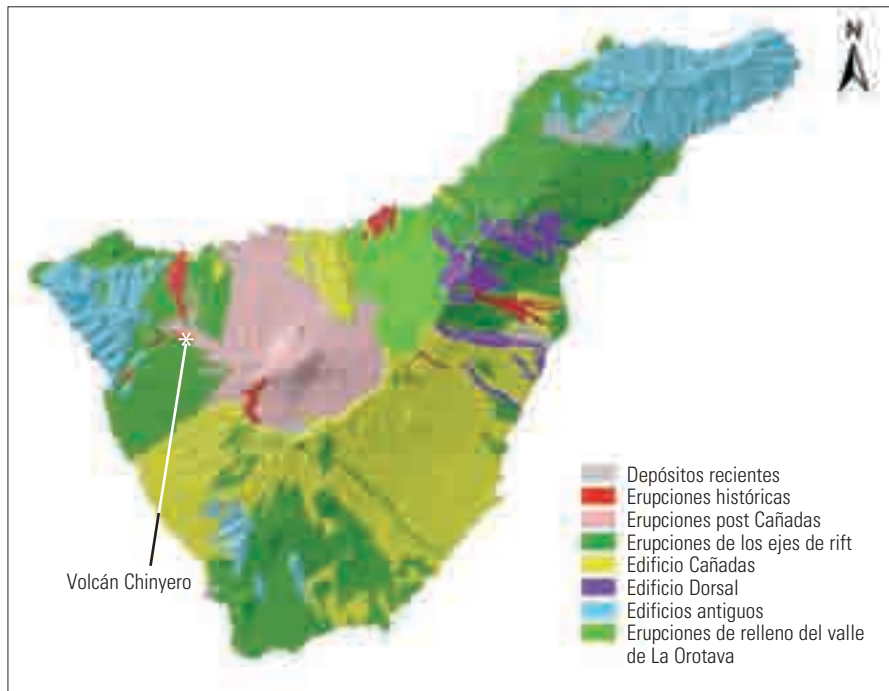 N
Depósitos recientes
Erupciones históricas
Erupciones post Cañadas
Erupciones de los ejes de rift
Edificio Cañadas
Edificio Dorsal
Edificios antiguos
Erupciones de relleno del valle
de La Orotava
Volcán Chinyero